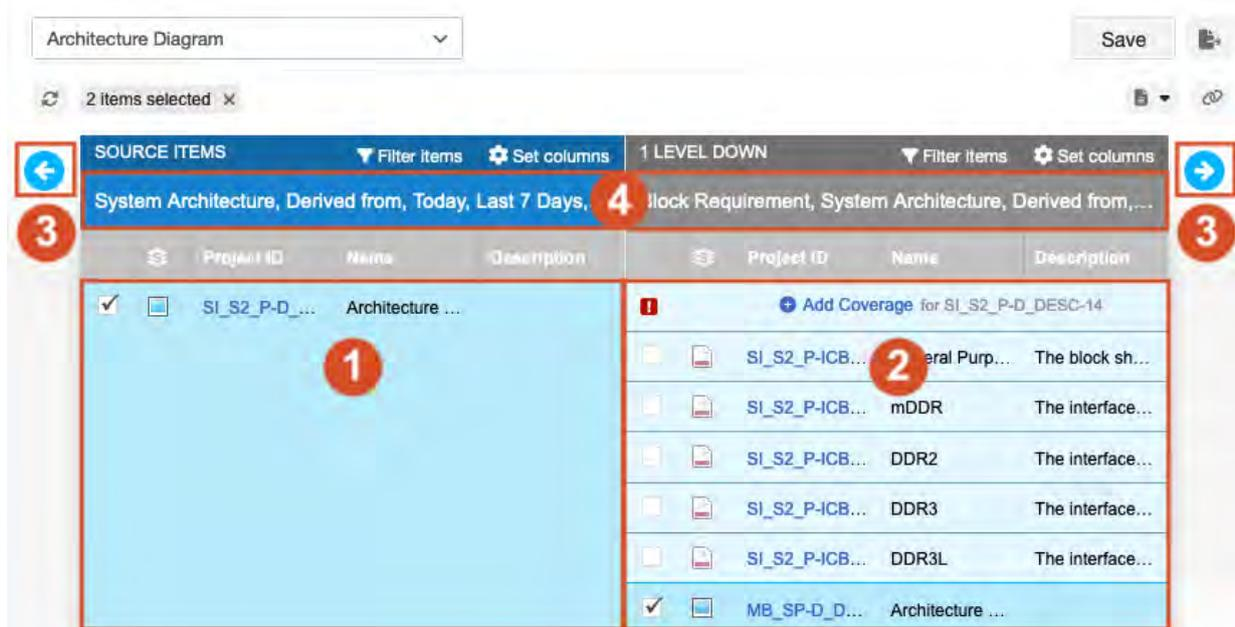 Architecture Diagram
Save
2 items selected ×
SOURCE ITEMS Filter items Set columns
1 LEVEL DOWN Filter items Set columns
System Architecture, Derived from, Today, Last 7 Days,
4
Block Requirement, System Architecture, Derived from,...
3
3
Project ID Name Description
Project ID Name Description
SI_S2_P-D_... Architecture ...
1
Add Coverage for SI_S2_P-D_DESC-14
SI_S2_P-ICB... 2 eral Purp... The block sh...
SI_S2_P-ICB... mDDR The interface...
SI_S2_P-ICB... DDR2 The interface...
SI_S2_P-ICB... DDR3 The interface...
SI_S2_P-ICB... DDR3L The interface...
MB_SP-D_D... Architecture ...